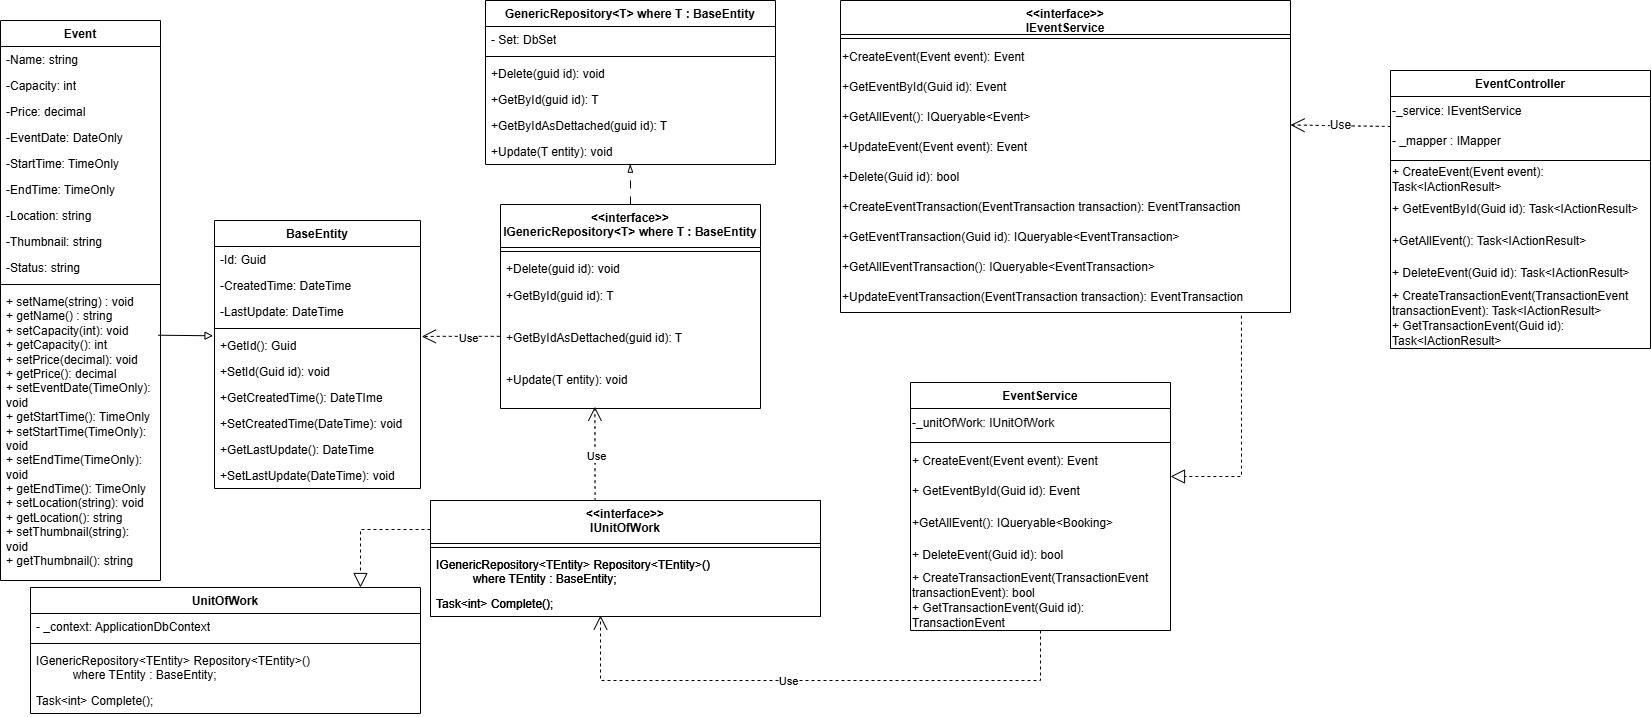 Event
-Name: string
-Capacity: int
-Price: decimal
-EventDate: DateOnly
-StartTime: TimeOnly
-EndTime: TimeOnly
-Location: string
-Thumbnail: string
-Status: string
+ setName(string) : void
+ getName() : string
+ setCapacity(int): void
+ getCapacity(): int
+ setPrice(decimal): void
+ getPrice(): decimal
+ setEventDate(TimeOnly):
void
+ getStartTime(): TimeOnly
+ setStartTime(TimeOnly):
void
+ setEndTime(TimeOnly):
void
+ getEndTime(): TimeOnly
+ setLocation(string): void
+ getLocation(): string
+ setThumbnail(string):
void
+ getThumbnail(): string
BaseEntity
-Id: Guid
-CreatedTime: DateTime
-LastUpdate: DateTime
+GetId(): Guid
+SetId(Guid id): void
+GetCreatedTime(): DateTIme
+SetCreatedTime(DateTime): void
+GetLastUpdate(): DateTime
+SetLastUpdate(DateTime): void
GenericRepository<T> where T : BaseEntity
- Set: DbSet
+Delete(guid id): void
+GetById(guid id): T
+GetByIdAsDettached(guid id): T
+Update(T entity): void
<<interface>>
IGenericRepository<T> where T : BaseEntity
+Delete(guid id): void
+GetById(guid id): T
+GetByIdAsDettached(guid id): T
+Update(T entity): void
Use
Use
<<interface>>
IUnitOfWork
IGenericRepository<TEntity> Repository<TEntity>()
where TEntity : BaseEntity;
Task<int> Complete();
UnitOfWork
- _context: ApplicationDbContext
IGenericRepository<TEntity> Repository<TEntity>()
where TEntity : BaseEntity;
Task<int> Complete();
Use
<<interface>>
IEventService
+CreateEvent(Event event): Event
+GetEventById(Guid id): Event
+GetAllEvent(): IQueryable<Event>
+UpdateEvent(Event event): Event
+Delete(Guid id): bool
+CreateEventTransaction(EventTransaction transaction): EventTransaction
+GetEventTransaction(Guid id): IQueryable<EventTransaction>
+GetAllEventTransaction(): IQueryable<EventTransaction>
+UpdateEventTransaction(EventTransaction transaction): EventTransaction
EventService
-_unitOfWork: IUnitOfWork
+ CreateEvent(Event event): Event
+ GetEventById(Guid id): Event
+GetAllEvent(): IQueryable<Booking>
+ DeleteEvent(Guid id): bool
+ CreateTransactionEvent(TransactionEvent
transactionEvent): bool
+ GetTransactionEvent(Guid id):
TransactionEvent
Use
EventController
-_service: IEventService
- _mapper : IMapper
+ CreateEvent(Event event):
Task<IActionResult>
+ GetEventById(Guid id): Task<IActionResult>
+GetAllEvent(): Task<IActionResult>
+ DeleteEvent(Guid id): Task<IActionResult>
+ CreateTransactionEvent(TransactionEvent
transactionEvent): Task<IActionResult>
+ GetTransactionEvent(Guid id):
Task<IActionResult>